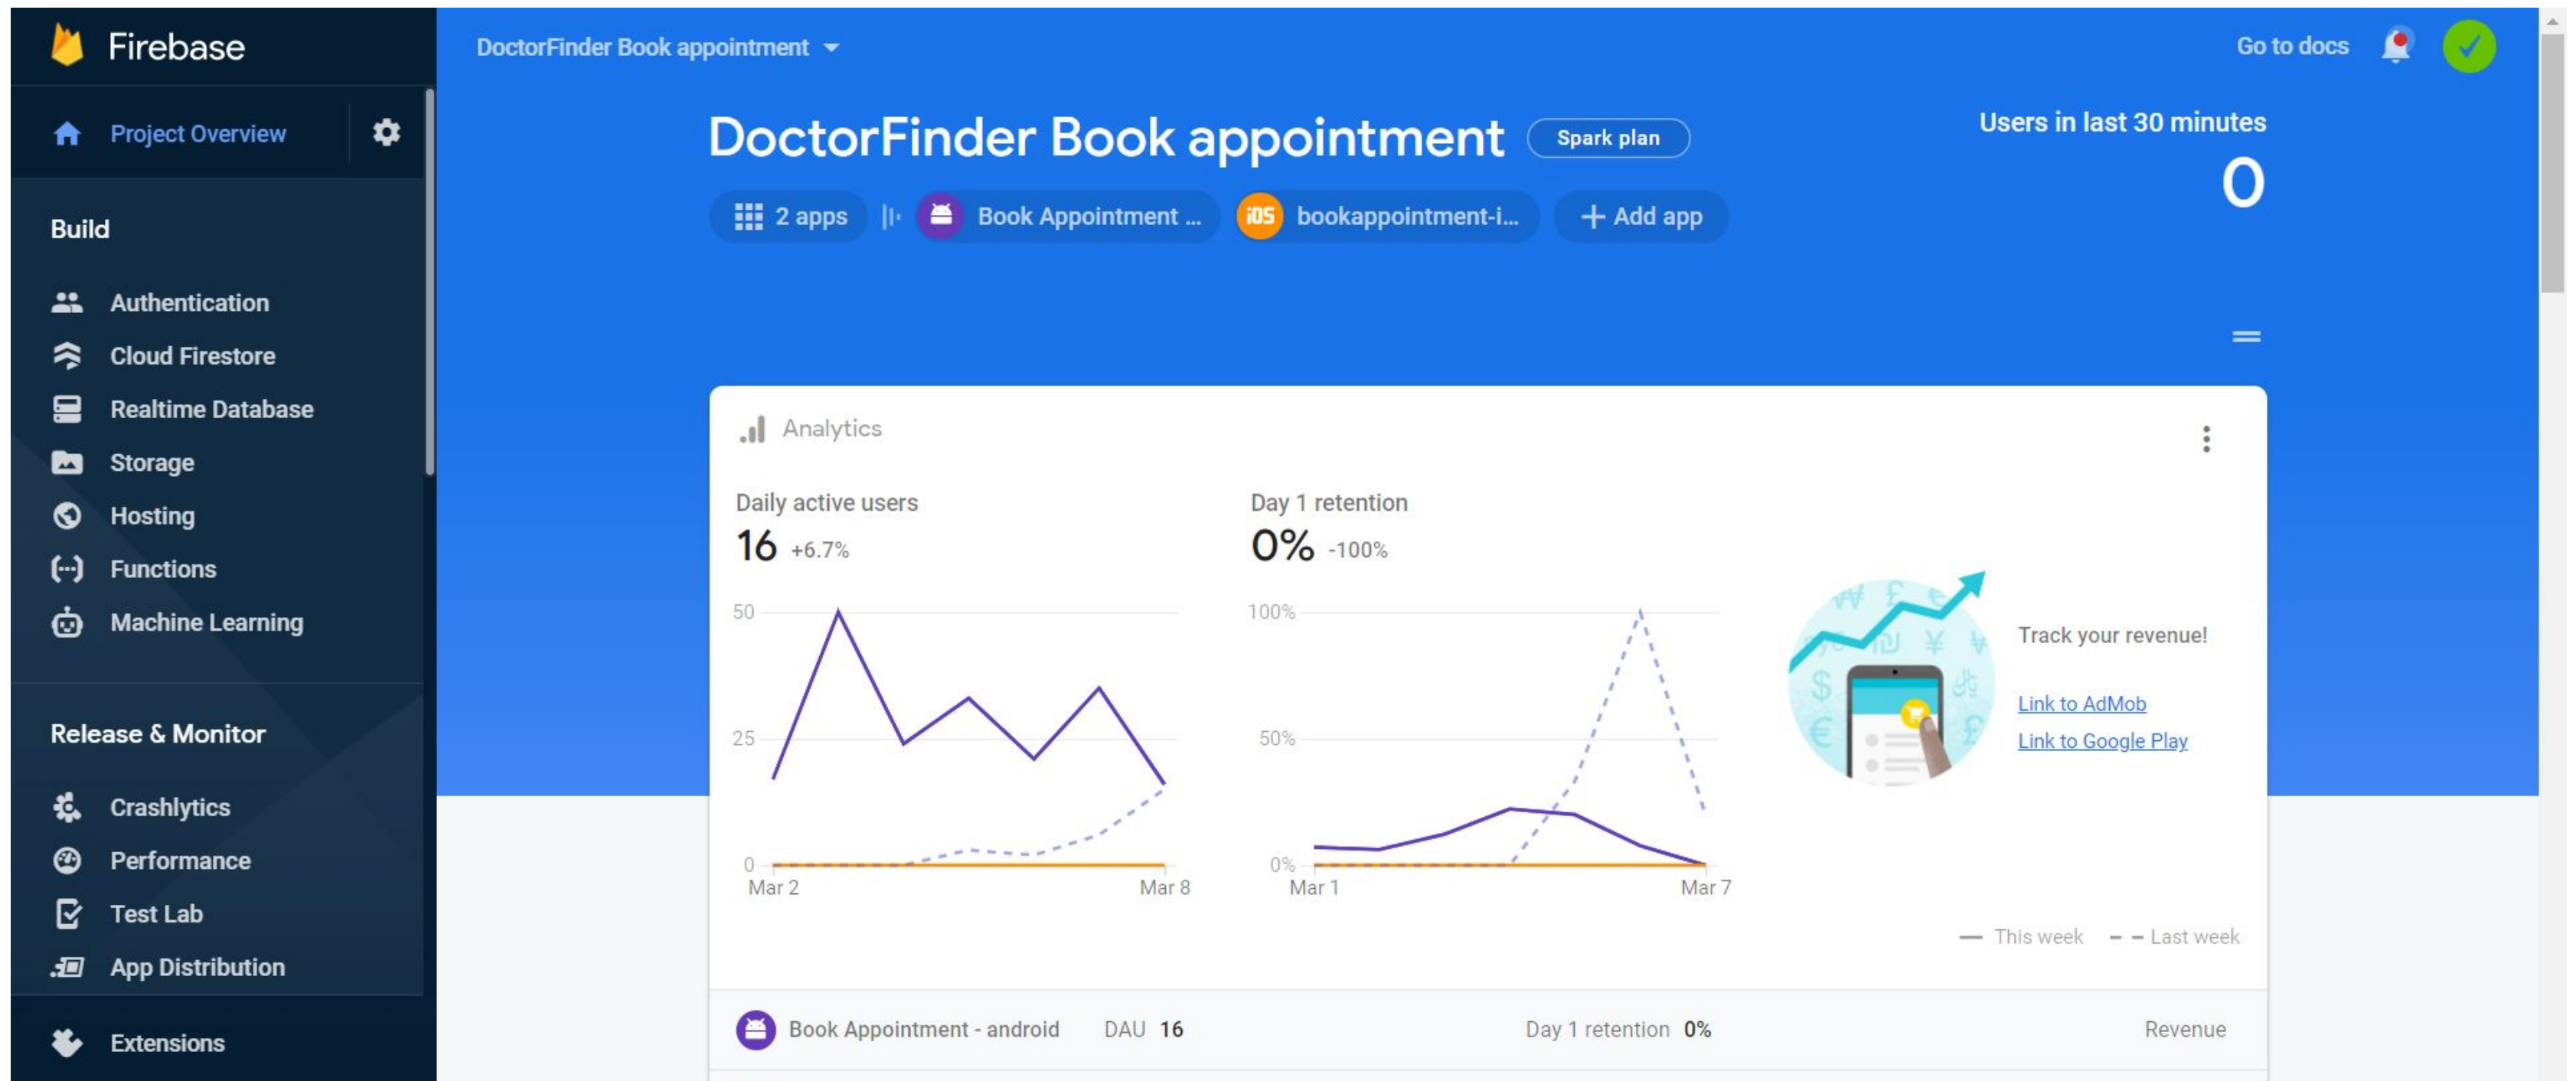 Firebase
Project Overview
Build
Authentication
Cloud Firestore
Realtime Database
Storage
Hosting
Functions
Machine Learning
Release & Monitor
Crashlytics
Performance
Test Lab
App Distribution
Extensions
DoctorFinder Book appointment
Go to docs
DoctorFinder Book appointment
Spark plan
Users in last 30 minutes
0
2 apps
Book Appointment ...
iOS
bookappointment-i...
+ Add app
Analytics
Daily active users
16 +6.7%
50
25
0
Mar 2
Mar 8
Day 1 retention
0% -100%
100%
50%
0%
Mar 1
Mar 7
Track your revenue!
Link to AdMob
Link to Google Play
This week
Last week
Book Appointment - android
DAU 16
Day 1 retention 0%
Revenue